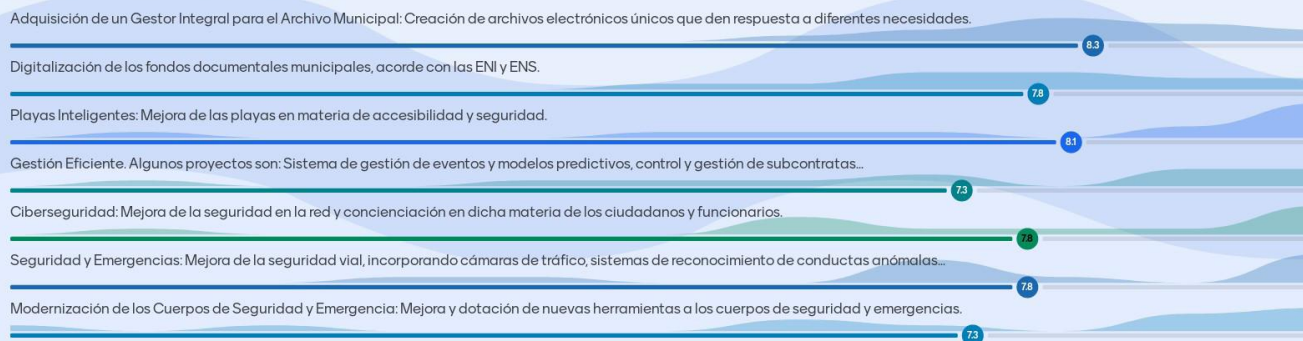 Adquisición de un Gestor Integral para el Archivo Municipal: Creación de archivos electrónicos únicos que den respuesta a diferentes necesidades.
8.3
Digitalización de los fondos documentales municipales, acorde con las ENI y ENS.
7.8
Playas Inteligentes: Mejora de las playas en materia de accesibilidad y seguridad.
8.1
Gestión Eficiente. Algunos proyectos son: Sistema de gestión de eventos y modelos predictivos, control y gestión de subcontratas...
7.3
Ciberseguridad: Mejora de la seguridad en la red y concienciación en dicha materia de los ciudadanos y funcionarios.
7.8
Seguridad y Emergencias: Mejora de la seguridad vial, incorporando cámaras de tráfico, sistemas de reconocimiento de conductas anómalas...
7.8
Modernización de los Cuerpos de Seguridad y Emergencia: Mejora y dotación de nuevas herramientas a los cuerpos de seguridad y emergencias.
7.3